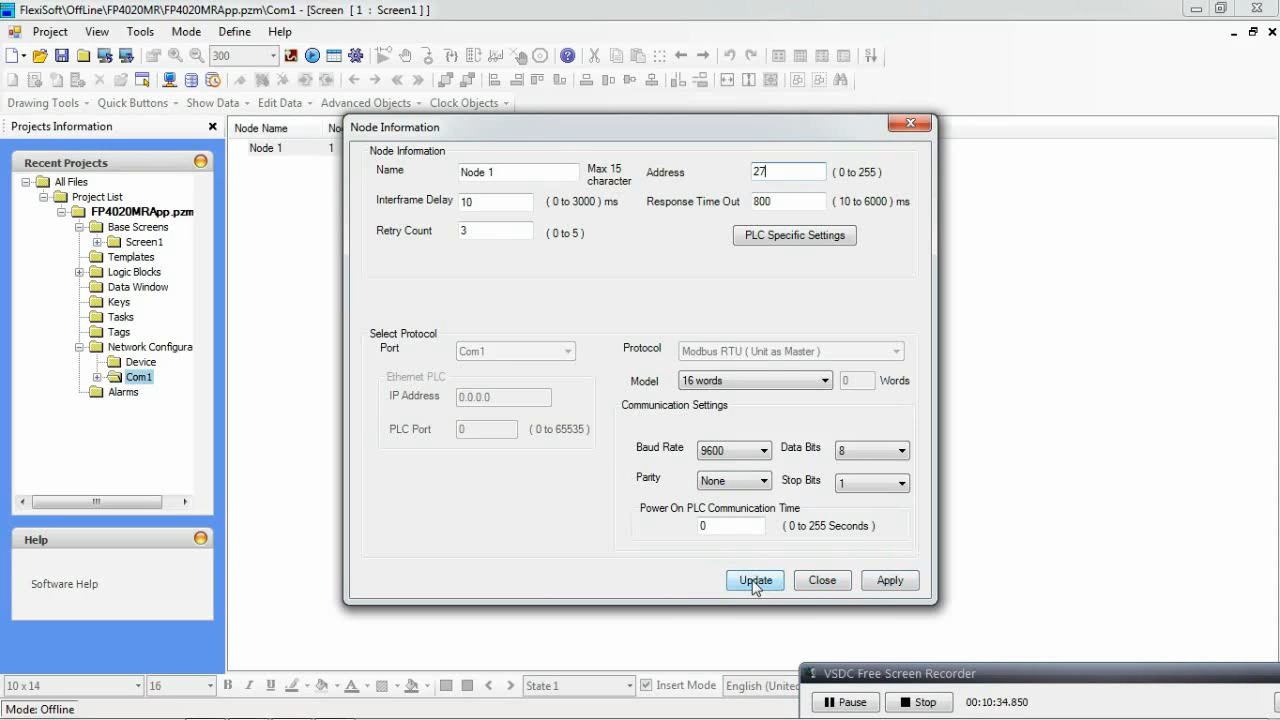 FlexiSoft\OffLine\FP4020MR\FP4020MRApp.pzm\Com1 - [Screen [ 1 : Screen1 ] ]
Project View Tools Mode Define Help
300
Drawing Tools Quick Buttons Show Data Edit Data Advanced Objects Clock Objects
Projects Information
Recent Projects
All Files
Project List
FP4020MRApp.pzm
Base Screens
Screen1
Templates
Logic Blocks
Data Window
Keys
Tasks
Tags
Network Configura
Device
Com1
Alarms
Help
Software Help
Node Name No
Node 1 1
Node Information
Node Information
Name Node 1 Max 15 character Address 27 ( 0 to 255 )
Interframe Delay 10 ( 0 to 3000 ) ms Response Time Out 800 ( 10 to 6000 ) ms
Retry Count 3 ( 0 to 5 ) PLC Specific Settings
Select Protocol
Port Com1 Protocol Modbus RTU ( Unit as Master )
Ethernet PLC Model 16 words 0 Words
IP Address 0.0.0.0
Communication Settings
PLC Port 0 ( 0 to 65535 )
Baud Rate 9600 Data Bits 8
Parity None Stop Bits 1
Power On PLC Communication Time
0 ( 0 to 255 Seconds )
Update Close Apply
10 x 14 16 B I U A State 1 Insert Mode English (United
Mode: Offline
VSDC Free Screen Recorder
Pause Stop 00:10:34.850